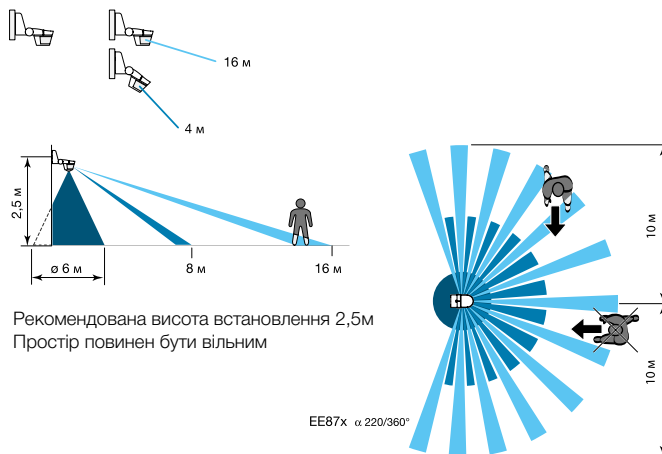 16 м
4 м
2,5 м
ø 6 м
8 м
16 м
Рекомендована висота встановлення 2,5м
Простір повинен бути вільним
10 м
10 м
EE87x α 220/360°